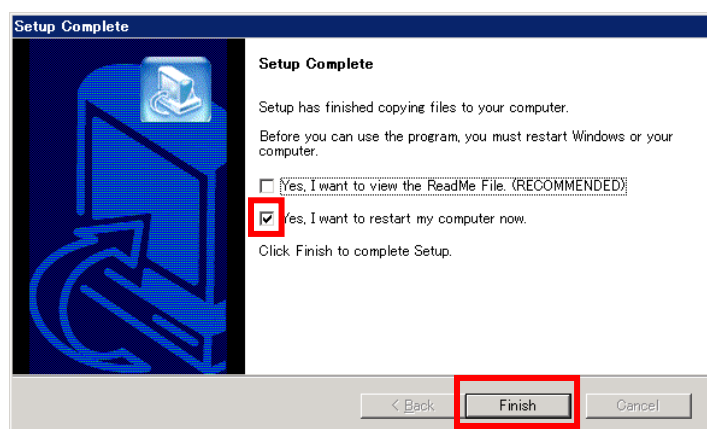 Setup Complete
Setup Complete
Setup has finished copying files to your computer.
Before you can use the program, you must restart Windows or your
computer.
Yes, I want to view the ReadMe File. (RECOMMENDED)
Yes, I want to restart my computer now.
Click Finish to complete Setup.
< Back
Finish
Cancel